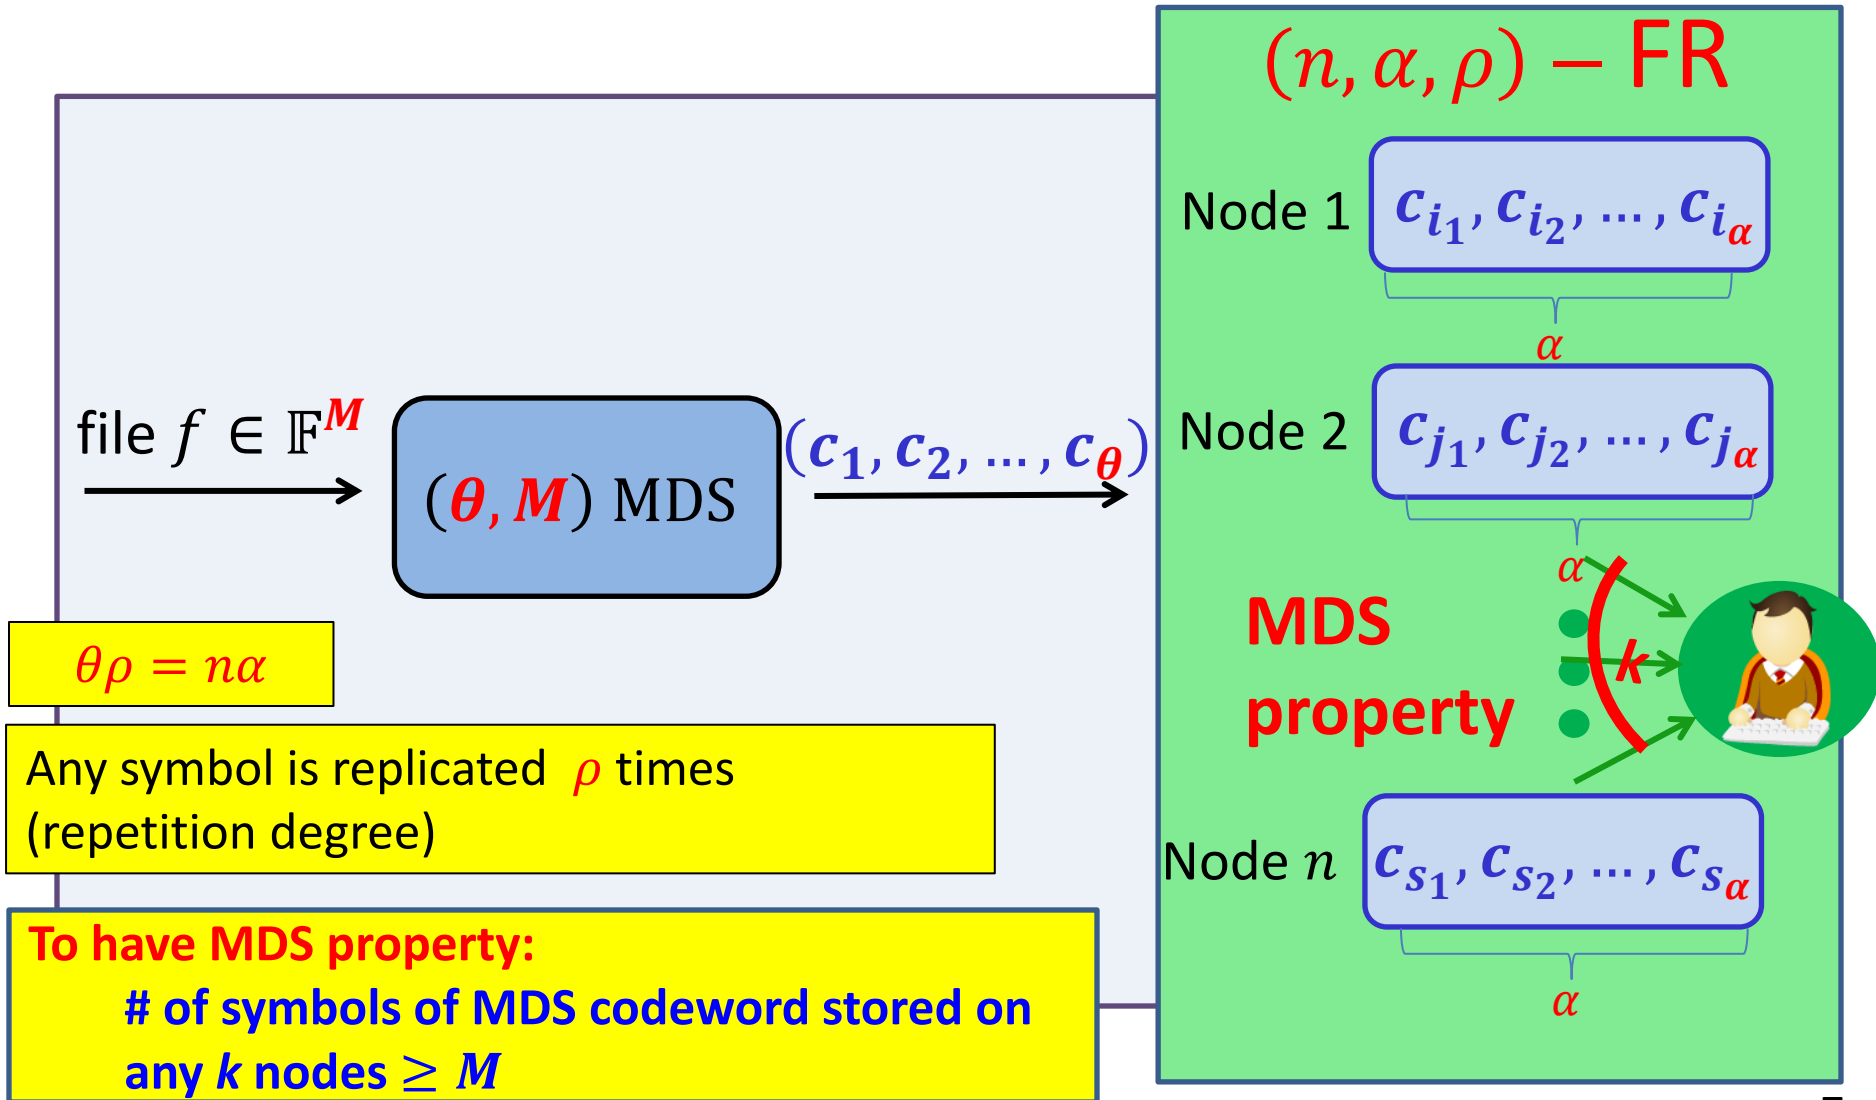 (n, α, ρ) − FR
Node 1
c_{i_1}, c_{i_2}, … , c_{i_α}
α
Node 2
c_{j_1}, c_{j_2}, … , c_{j_α}
α
file f ∈ 𝔽^M
(θ, M) MDS
(c_1, c_2, … , c_θ)
MDS
property
k
Node n
c_{s_1}, c_{s_2}, … , c_{s_α}
α
θρ = nα
Any symbol is replicated ρ times
(repetition degree)
To have MDS property:
# of symbols of MDS codeword stored on
any k nodes ≥ M